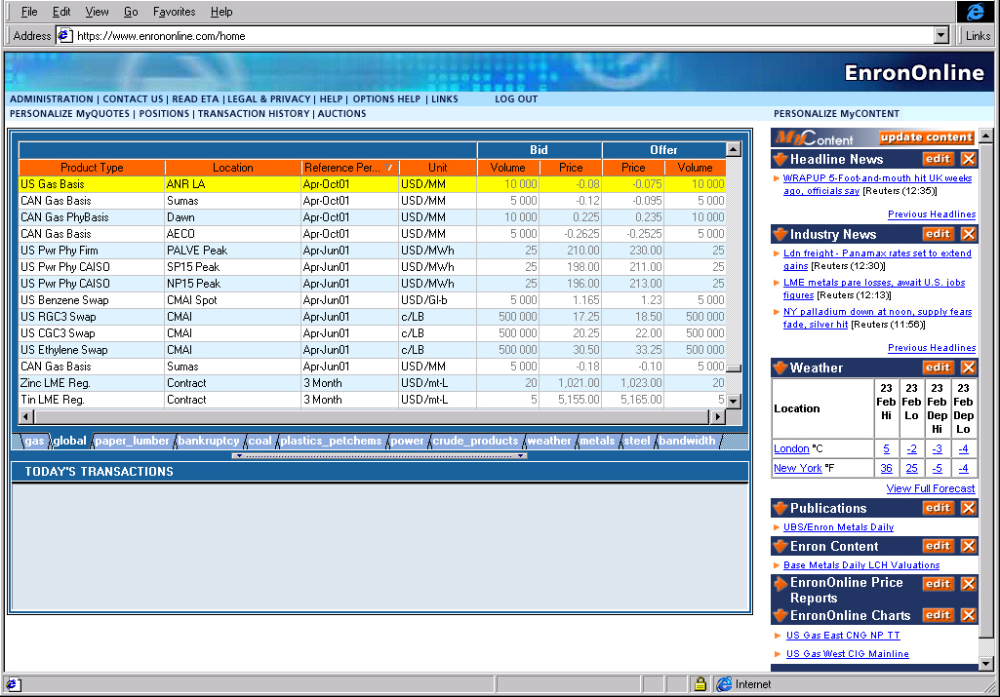 File Edit View Go Favorites Help
Address https://www.enrononline.com/home Links
EnronOnline
ADMINISTRATION | CONTACT US | READ ETA | LEGAL & PRIVACY | HELP | OPTIONS HELP | LINKS LOG OUT
PERSONALIZE MyQUOTES | POSITIONS | TRANSACTION HISTORY | AUCTIONS PERSONALIZE MyCONTENT
Bid Offer
Product Type Location Reference Per... Unit Volume Price Price Volume
US Gas Basis ANR LA Apr-Oct01 USD/MM 10 000 -0.08 -0.075 10 000
CAN Gas Basis Sumas Apr-Oct01 USD/MM 5 000 -0.12 -0.095 5 000
CAN Gas PhyBasis Dawn Apr-Oct01 USD/MM 10 000 0.225 0.235 10 000
CAN Gas Basis AECO Apr-Oct01 USD/MM 5 000 -0.2625 -0.2525 5 000
US Pwr Phy Firm PALVE Peak Apr-Jun01 USD/MWh 25 210.00 230.00 25
US Pwr Phy CAISO SP15 Peak Apr-Jun01 USD/MWh 25 198.00 211.00 25
US Pwr Phy CAISO NP15 Peak Apr-Jun01 USD/MWh 25 196.00 213.00 25
US Benzene Swap CMAI Spot Apr-Jun01 USD/Gl-b 5 000 1.165 1.23 5 000
US RGC3 Swap CMAI Apr-Jun01 c/LB 500 000 17.25 18.50 500 000
US CGC3 Swap CMAI Apr-Jun01 c/LB 500 000 20.25 22.00 500 000
US Ethylene Swap CMAI Apr-Jun01 c/LB 500 000 30.50 33.25 500 000
CAN Gas Basis Sumas Apr-Jun01 USD/MM 5 000 -0.18 -0.10 5 000
Zinc LME Reg. Contract 3 Month USD/mt-L 20 1,021.00 1,023.00 20
Tin LME Reg. Contract 3 Month USD/mt-L 5 5,155.00 5,165.00 5
gas global paper_lumber bankruptcy coal plastics_petchems power crude_products weather metals steel bandwidth
TODAY'S TRANSACTIONS
MyContent update content
Headline News edit
WRAPUP 5-Foot-and-mouth hit UK weeks
ago, officials say [Reuters (12:35)]
Previous Headlines
Industry News edit
Ldn freight - Panamax rates set to extend
gains [Reuters (12:30)]
LME metals pare losses, await U.S. jobs
figures [Reuters (12:13)]
NY palladium down at noon, supply fears
fade, silver hit [Reuters (11:56)]
Previous Headlines
Weather edit
Location 23 Feb Hi 23 Feb Lo 23 Feb Dep Hi 23 Feb Dep Lo
London °C 5 -2 -3 -4
New York °F 36 25 -5 -4
View Full Forecast
Publications edit
UBS/Enron Metals Daily
Enron Content edit
Base Metals Daily LCH Valuations
EnronOnline Price edit
Reports
EnronOnline Charts edit
US Gas East CNG NP TT
US Gas West CIG Mainline
Internet